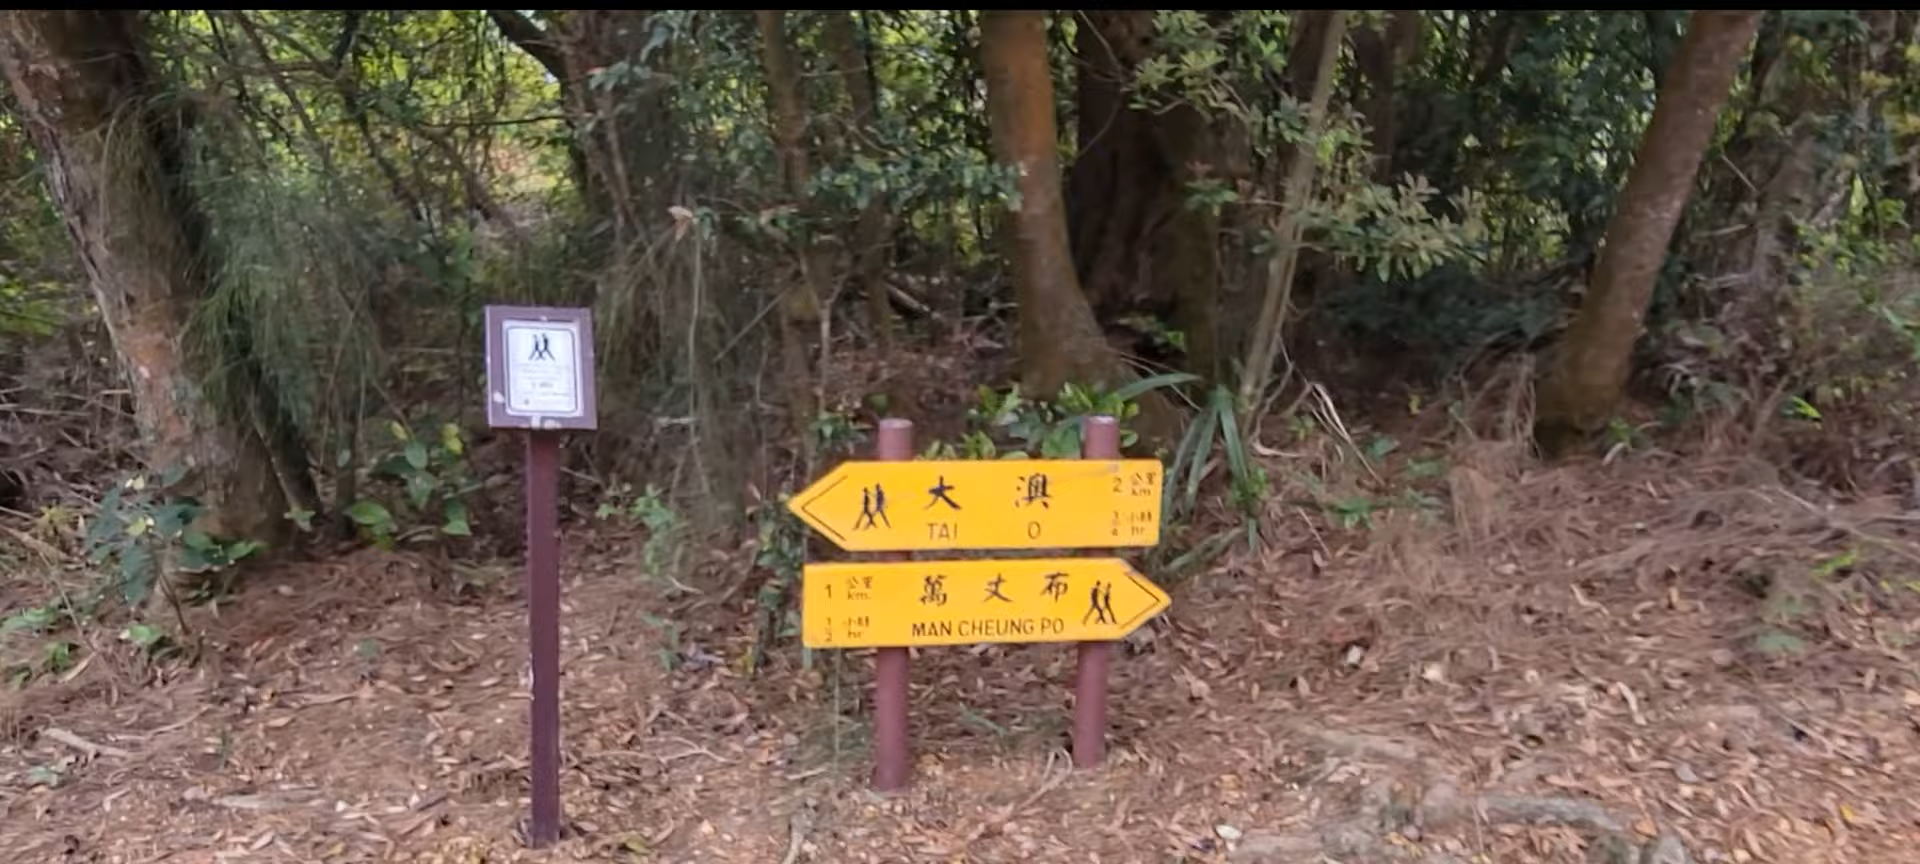 大 澳
TAI O
2 公里
km
3/4 小時
hr
1 公里
km.
1/2 小時
hr
萬 丈 布
MAN CHEUNG PO